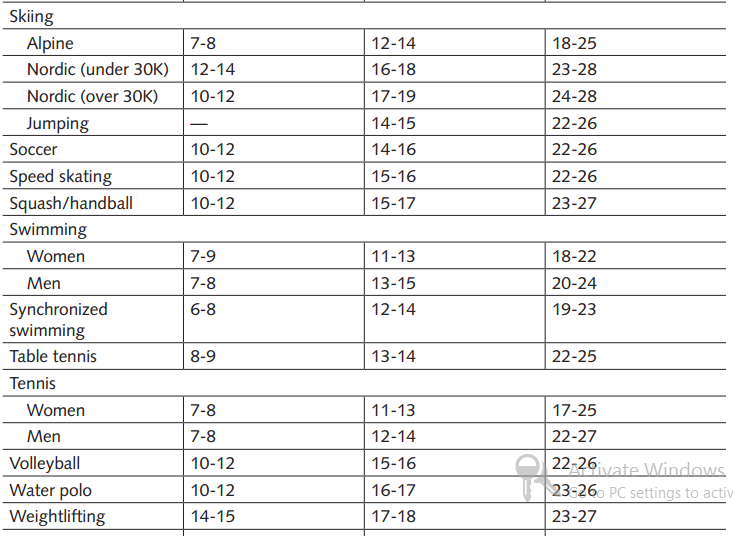 Skiing
Alpine 7-8 12-14 18-25
Nordic (under 30K) 12-14 16-18 23-28
Nordic (over 30K) 10-12 17-19 24-28
Jumping — 14-15 22-26
Soccer 10-12 14-16 22-26
Speed skating 10-12 15-16 22-26
Squash/handball 10-12 15-17 23-27
Swimming
Women 7-9 11-13 18-22
Men 7-8 13-15 20-24
Synchronized 6-8 12-14 19-23
swimming
Table tennis 8-9 13-14 22-25
Tennis
Women 7-8 11-13 17-25
Men 7-8 12-14 22-27
Volleyball 10-12 15-16 22-26
Activate Windows
Water polo 10-12 16-17 23-26
Go to PC settings to activ
Weightlifting 14-15 17-18 23-27